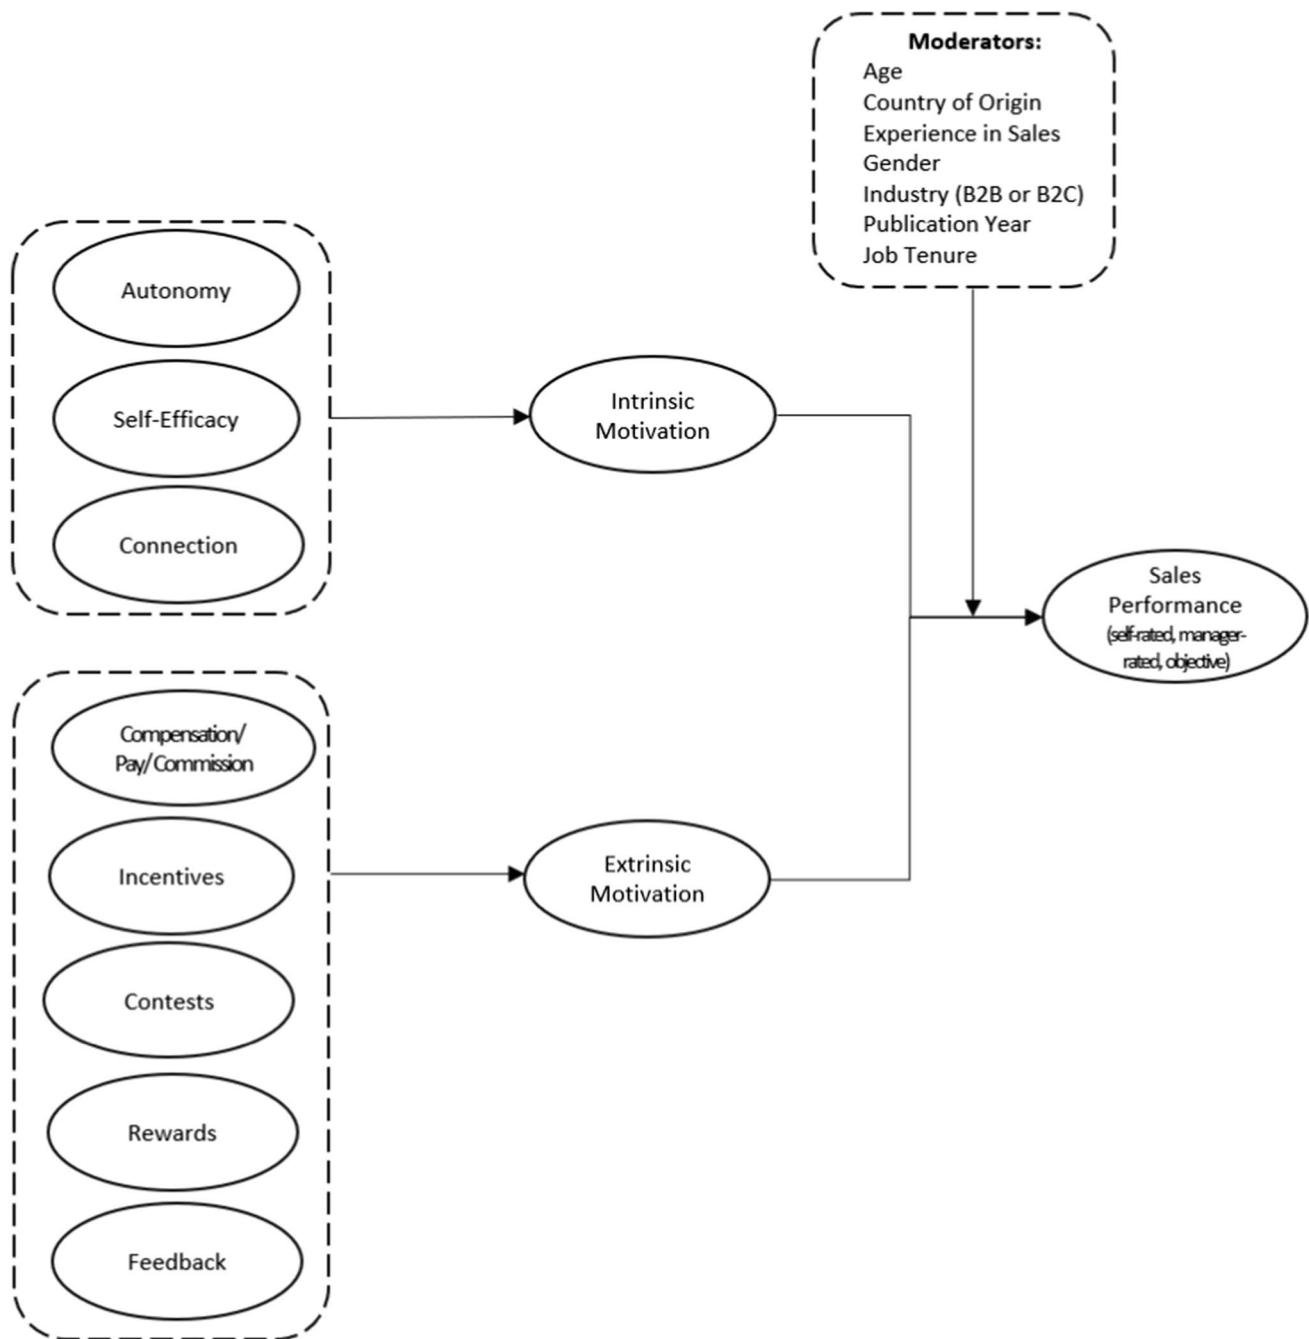 Moderators:
Age
Country of Origin
Experience in Sales
Gender
Industry (B2B or B2C)
Publication Year
Job Tenure
Autonomy
Self-Efficacy
Connection
Intrinsic
Motivation
Sales
Performance
(self-rated, manager-
rated, objective)
Compensation/
Pay/Commission
Incentives
Contests
Rewards
Feedback
Extrinsic
Motivation